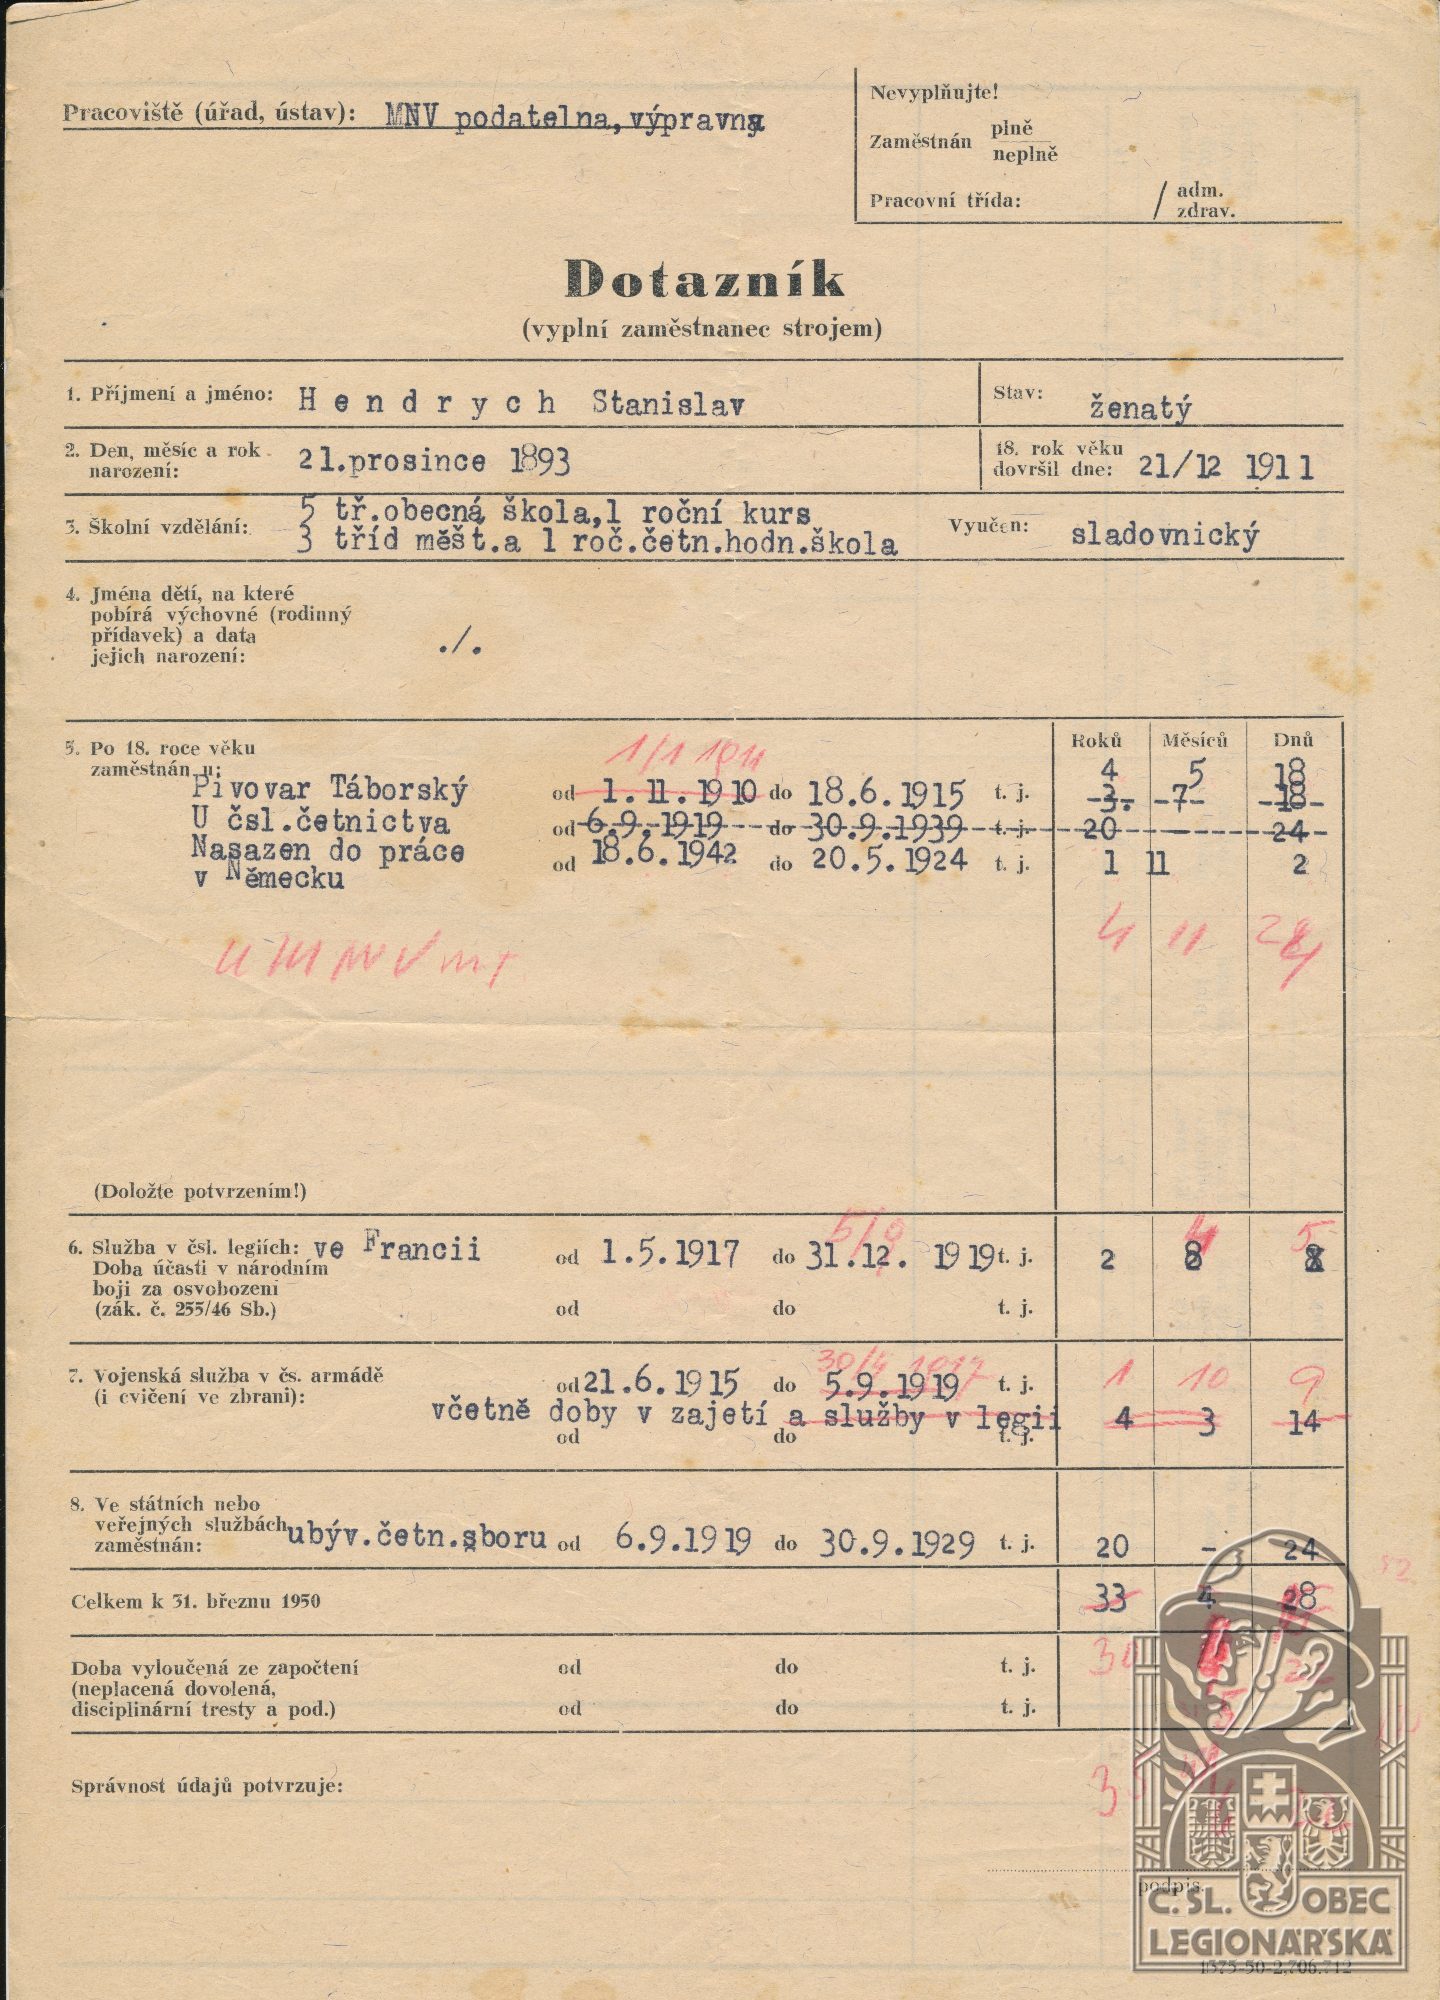 Pracoviště (úřad, ústav): MNV podatelna, výpravna
Nevyplňujte!
Zaměstnán plně
neplně
Pracovní třída: / adm.
zdrav.
Dotazník
(vyplní zaměstnanec strojem)
1. Příjmení a jméno: Hendrych Stanislav Stav: ženatý
2. Den, měsíc a rok narození: 21.prosince 1893 18. rok věku dovršil dne: 21/12 1911
3. Školní vzdělání: 5 tř.obecná škola,1 roční kurs
3 tříd měšt.a 1 roč.četn.hodn.škola Vyučen: sladovnický
4. Jména dětí, na které
pobírá výchovné (rodinný
přídavek) a data
jejich narození: ./.
5. Po 18. roce věku
zaměstnán u:
Roků Měsíců Dnů
1/1 1911
4 5 18
Pivovar Táborský od 1.11.1910 do 18.6.1915 t. j. 3. 7 18
U čsl.četnictva od 6.9.1919 do 30.9.1939 t. j. 20 - 24
Nasazen do práce od 18.6.1942 do 20.5.1924 t. j. 1 11 2
v Německu
4 11
(Doložte potvrzením!)
6. Služba v čsl. legiích: ve Francii od 1.5.1917 do 31.12. 1919 t. j. 2 8
4 5
Doba účasti v národním
boji za osvobození
(zák. č. 255/46 Sb.) od do t. j.
7. Vojenská služba v čs. armádě
(i cvičení ve zbrani): od 21.6.1915 do 5.9.1919 t. j. 1 10 9
30/4 1917
včetně doby v zajetí a služby v legii 4 3 14
od do t. j.
8. Ve státních nebo
veřejných službách
zaměstnán: u býv.četn.sboru od 6.9.1919 do 30.9.1929 t. j. 20 - 24
Celkem k 31. březnu 1950 33 4 28
Doba vyloučená ze započtení od do t. j.
(neplacená dovolená,
disciplinární tresty a pod.) od do t. j.
Správnost údajů potvrzuje:
35
podpis.
Č. SL. OBEC
LEGIONÁŘSKÁ
1575-50-2,706.712